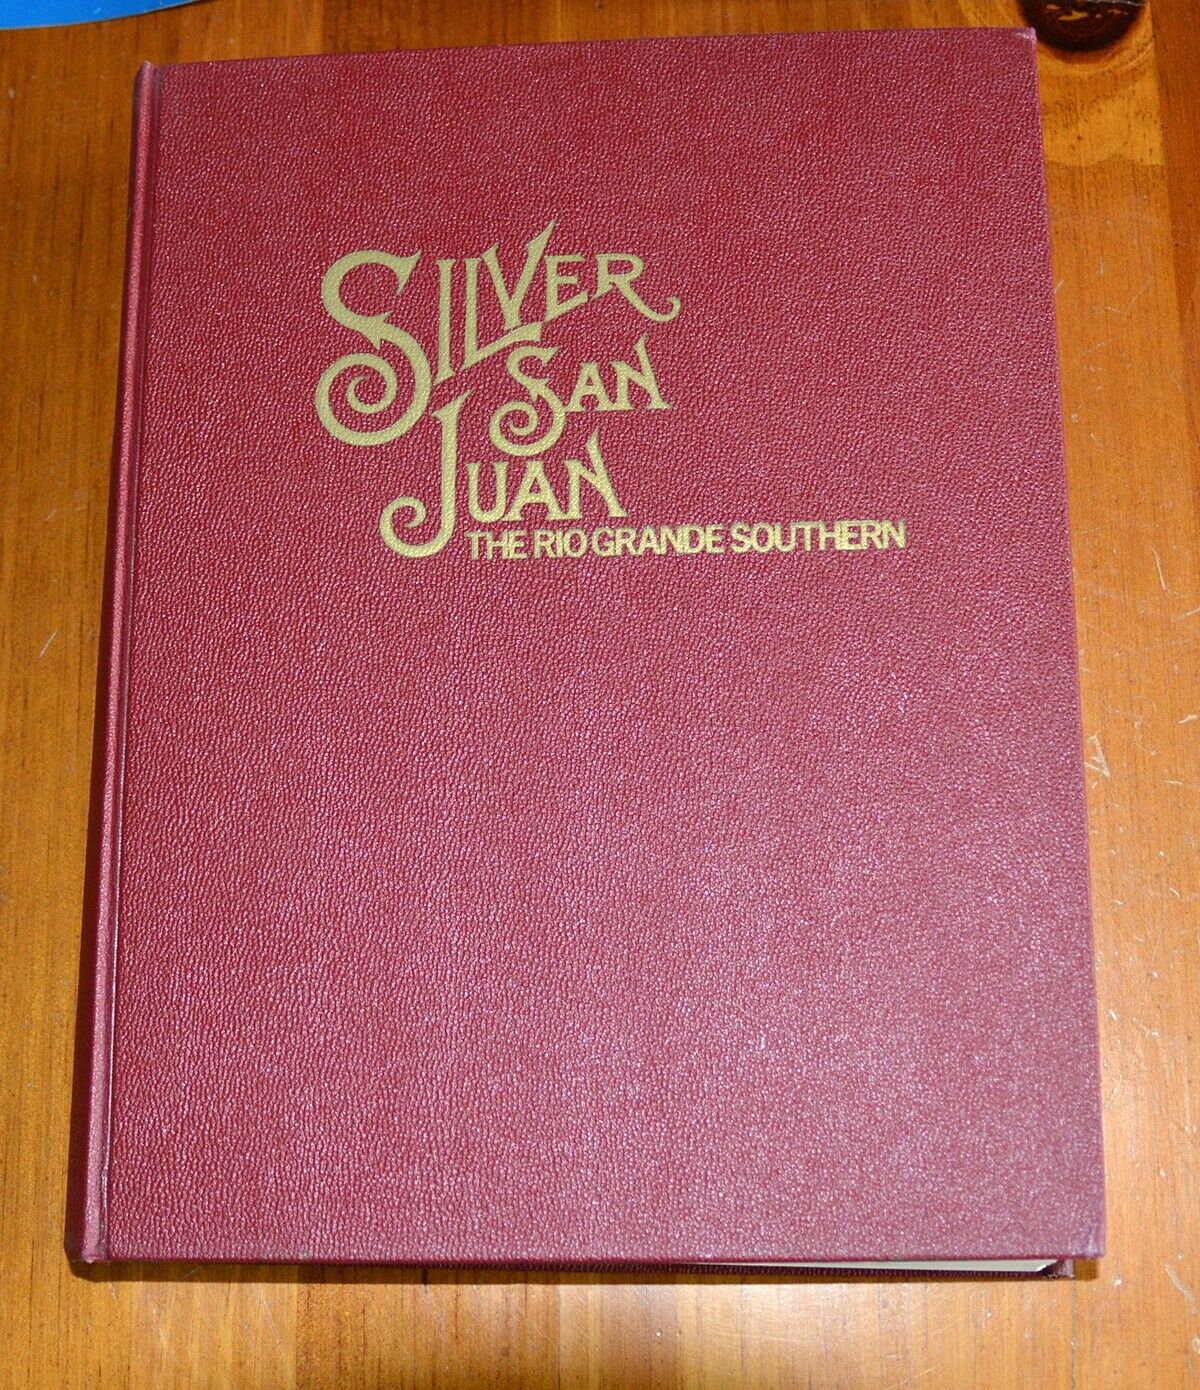 SILVER
SAN
JUAN
THE RIO GRANDE SOUTHERN